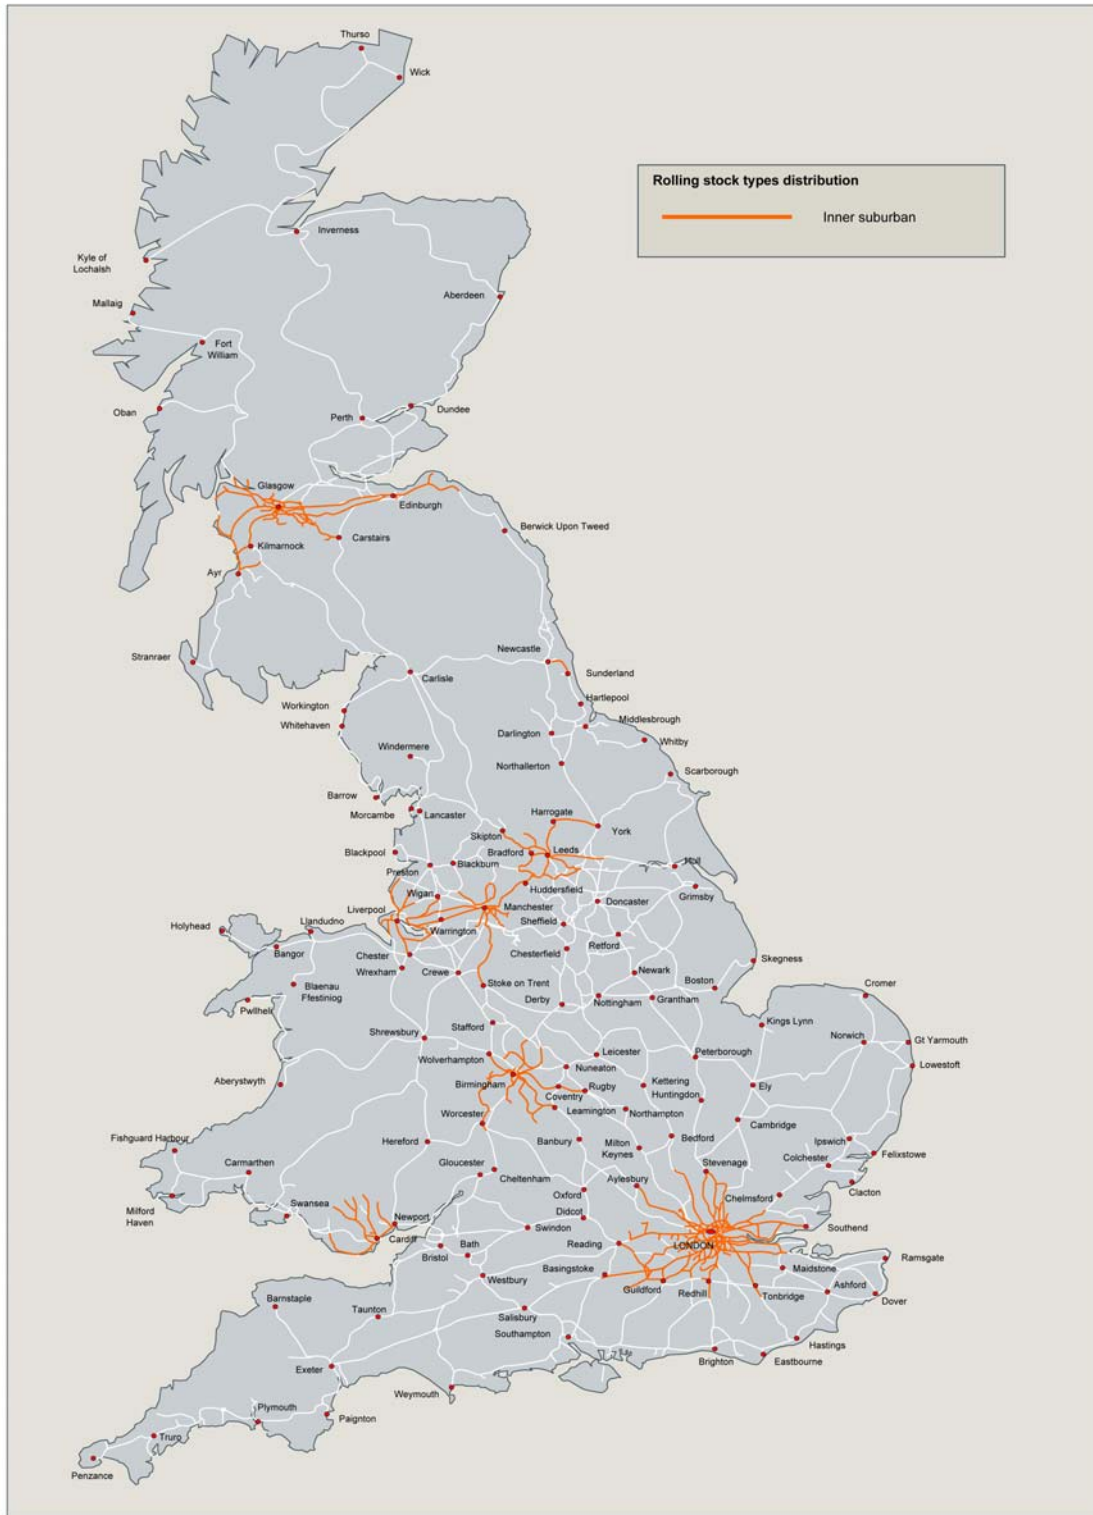 Thurso
Wick
Rolling stock types distribution
Inner suburban
Inverness
Kyle of
Lochalsh
Aberdeen
Mallaig
Fort
William
Oban
Perth
Dundee
Glasgow
Edinburgh
Berwick Upon Tweed
Carstairs
Kilmarnock
Ayr
Newcastle
Stranraer
Sunderland
Carlisle
Hartlepool
Workington
Middlesbrough
Whitehaven
Darlington
Whitby
Windermere
Northallerton
Scarborough
Barrow
Harrogate
Morcambe
Lancaster
York
Skipton
Blackpool
Bradford
Leeds
Blackburn
Hull
Preston
Huddersfield
Wigan
Grimsby
Doncaster
Liverpool
Manchester
Llandudno
Sheffield
Holyhead
Warrington
Retford
Bangor
Chester
Chesterfield
Skegness
Wrexham
Crewe
Newark
Blaenau
Ffestiniog
Stoke on Trent
Boston
Cromer
Derby
Nottingham
Grantham
Pwllheli
Stafford
Kings Lynn
Shrewsbury
Norwich
Gt Yarmouth
Wolverhampton
Leicester
Peterborough
Nuneaton
Lowestoft
Aberystwyth
Birmingham
Rugby
Kettering
Ely
Coventry
Huntingdon
Worcester
Leamington
Northampton
Cambridge
Fishguard Harbour
Hereford
Banbury
Milton
Keynes
Bedford
Ipswich
Felixstowe
Carmarthen
Gloucester
Stevenage
Colchester
Cheltenham
Aylesbury
Clacton
Milford
Haven
Swansea
Oxford
Chelmsford
Newport
Didcot
Swindon
Southend
Cardiff
Bath
Reading
LONDON
Bristol
Ramsgate
Basingstoke
Maidstone
Westbury
Guildford
Redhill
Tonbridge
Ashford
Dover
Barnstaple
Taunton
Salisbury
Southampton
Hastings
Exeter
Brighton
Eastbourne
Weymouth
Plymouth
Paignton
Truro
Penzance